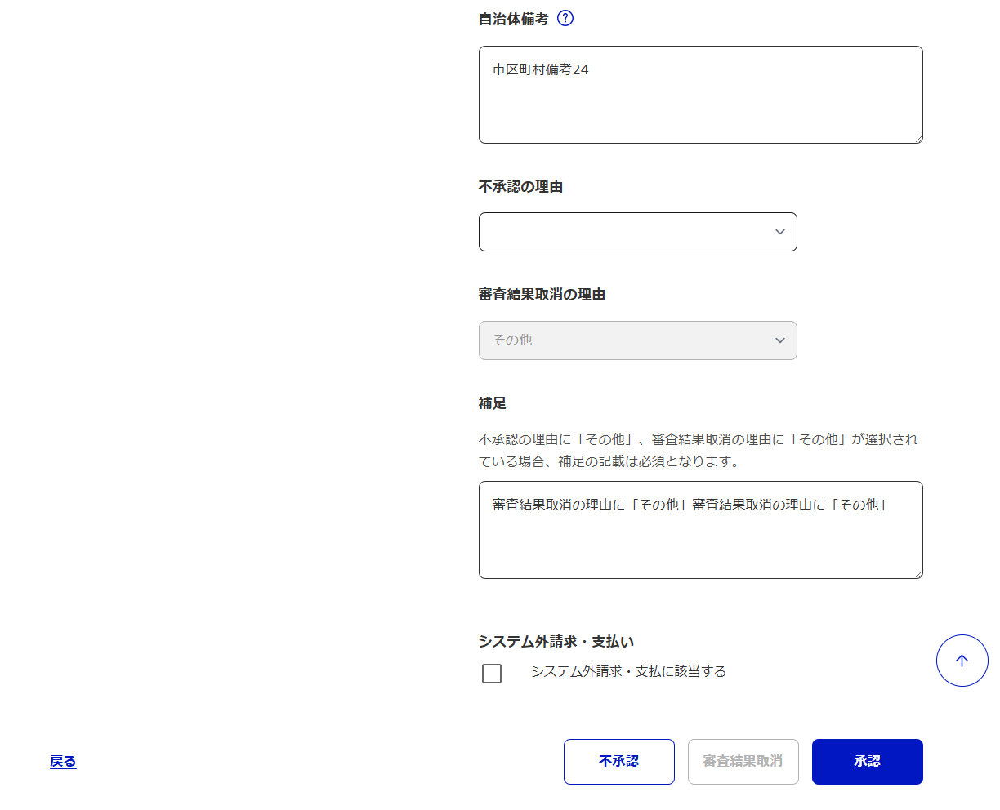 自治体備考 ?
市区町村備考24
不承認の理由
審査結果取消の理由
その他
補足
不承認の理由に「その他」、審査結果取消の理由に「その他」が選択され
ている場合、補足の記載は必須となります。
審査結果取消の理由に「その他」審査結果取消の理由に「その他」
システム外請求・支払い
システム外請求・支払に該当する
戻る
不承認
審査結果取消
承認